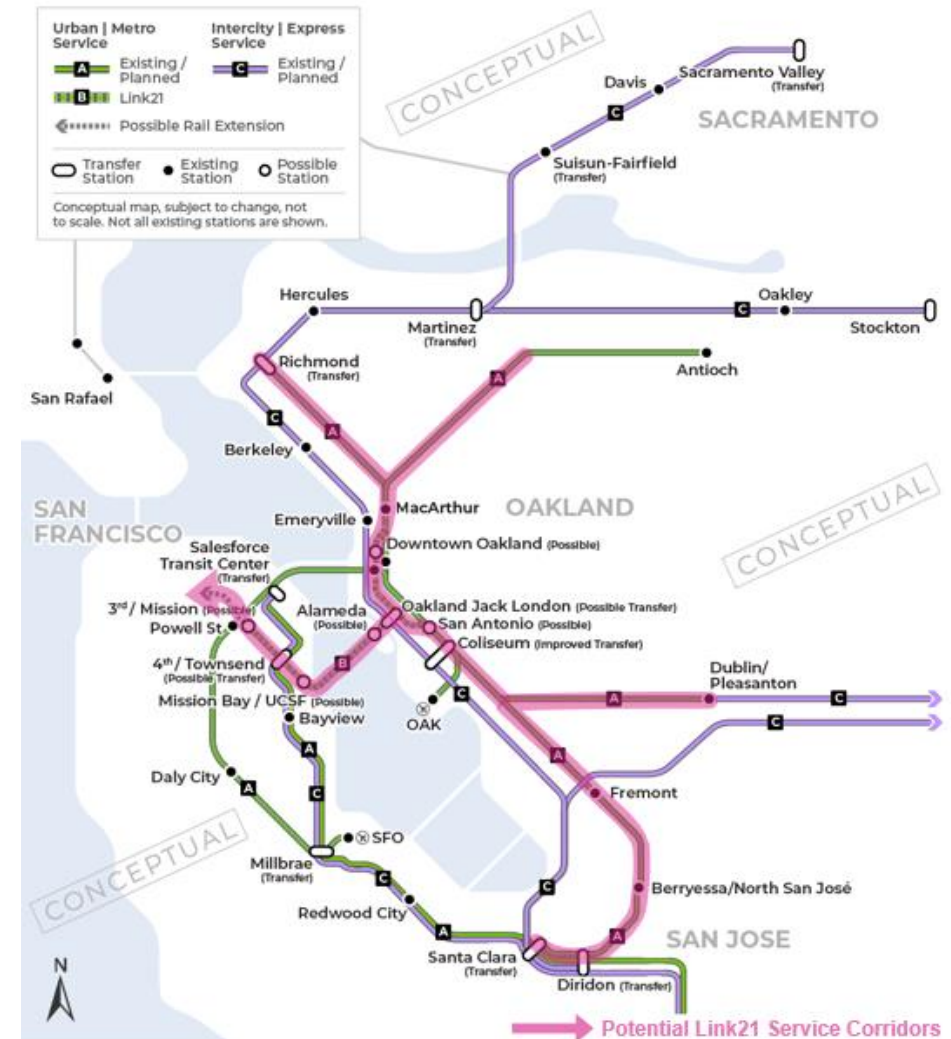 Urban | Metro
Service
A
Existing /
Planned
B
Link21
Intercity | Express
Service
C
Existing /
Planned
Possible Rail Extension
Transfer
Station
Existing
Station
Possible
Station
Conceptual map, subject to change, not
to scale. Not all existing stations are shown.
CONCEPTUAL
Davis
Sacramento Valley
(Transfer)
C
SACRAMENTO
Suisun-Fairfield
(Transfer)
Hercules
Martinez
(Transfer)
C
Oakley
Stockton
Richmond
(Transfer)
Antioch
A
San Rafael
C
A
Berkeley
SAN
FRANCISCO
MacArthur
OAKLAND
CONCEPTUAL
Emeryville
Downtown Oakland (Possible)
Salesforce
Transit Center
(Transfer)
3rd / Mission (Possible)
Powell St
Alameda
(Possible)
Oakland Jack London (Possible Transfer)
San Antonio (Possible)
Coliseum (Improved Transfer)
4th / Townsend
(Possible Transfer)
B
Mission Bay / UCSF (Possible)
Bayview
OAK
C
Dublin/
Pleasanton
A
C
C
A
A
Daly City
A
C
Fremont
CONCEPTUAL
SFO
Millbrae
(Transfer)
C
C
Berryessa/North San José
Redwood City
A
A
SAN JOSE
Santa Clara
(Transfer)
Diridon (Transfer)
N
Potential Link21 Service Corridors